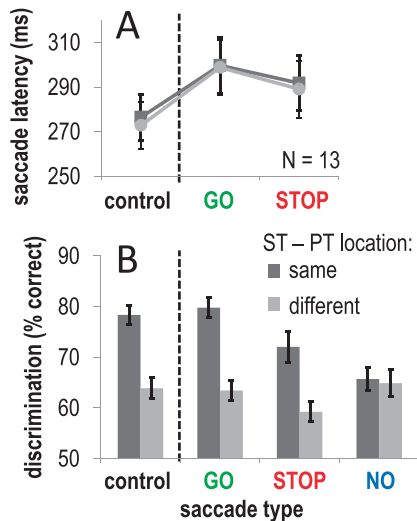 A
saccade latency (ms)
310
290
270
250
N = 13
control GO STOP
B
ST – PT location:
same
different
discrimination (% correct)
90
80
70
60
50
control GO STOP NO
saccade type